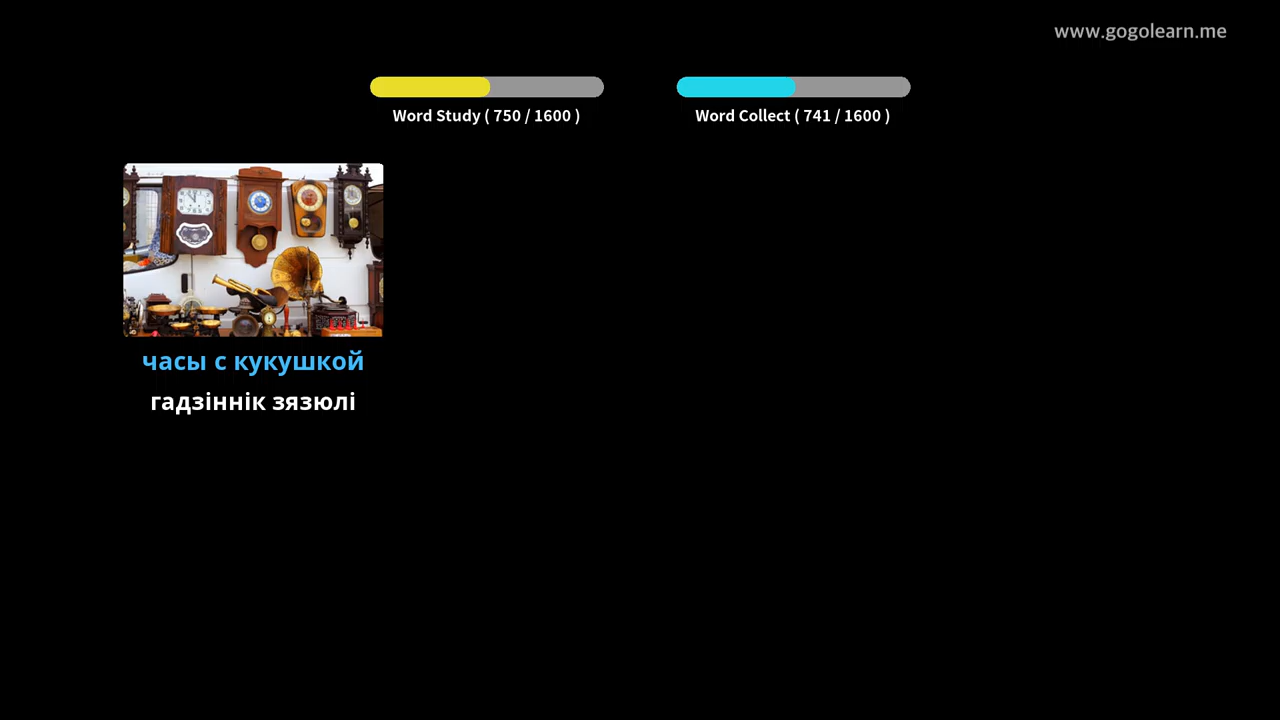 www.gogolearn.me
Word Study ( 750 / 1600 )
Word Collect ( 741 / 1600 )
часы с кукушкой
гадзіннік зязюлі